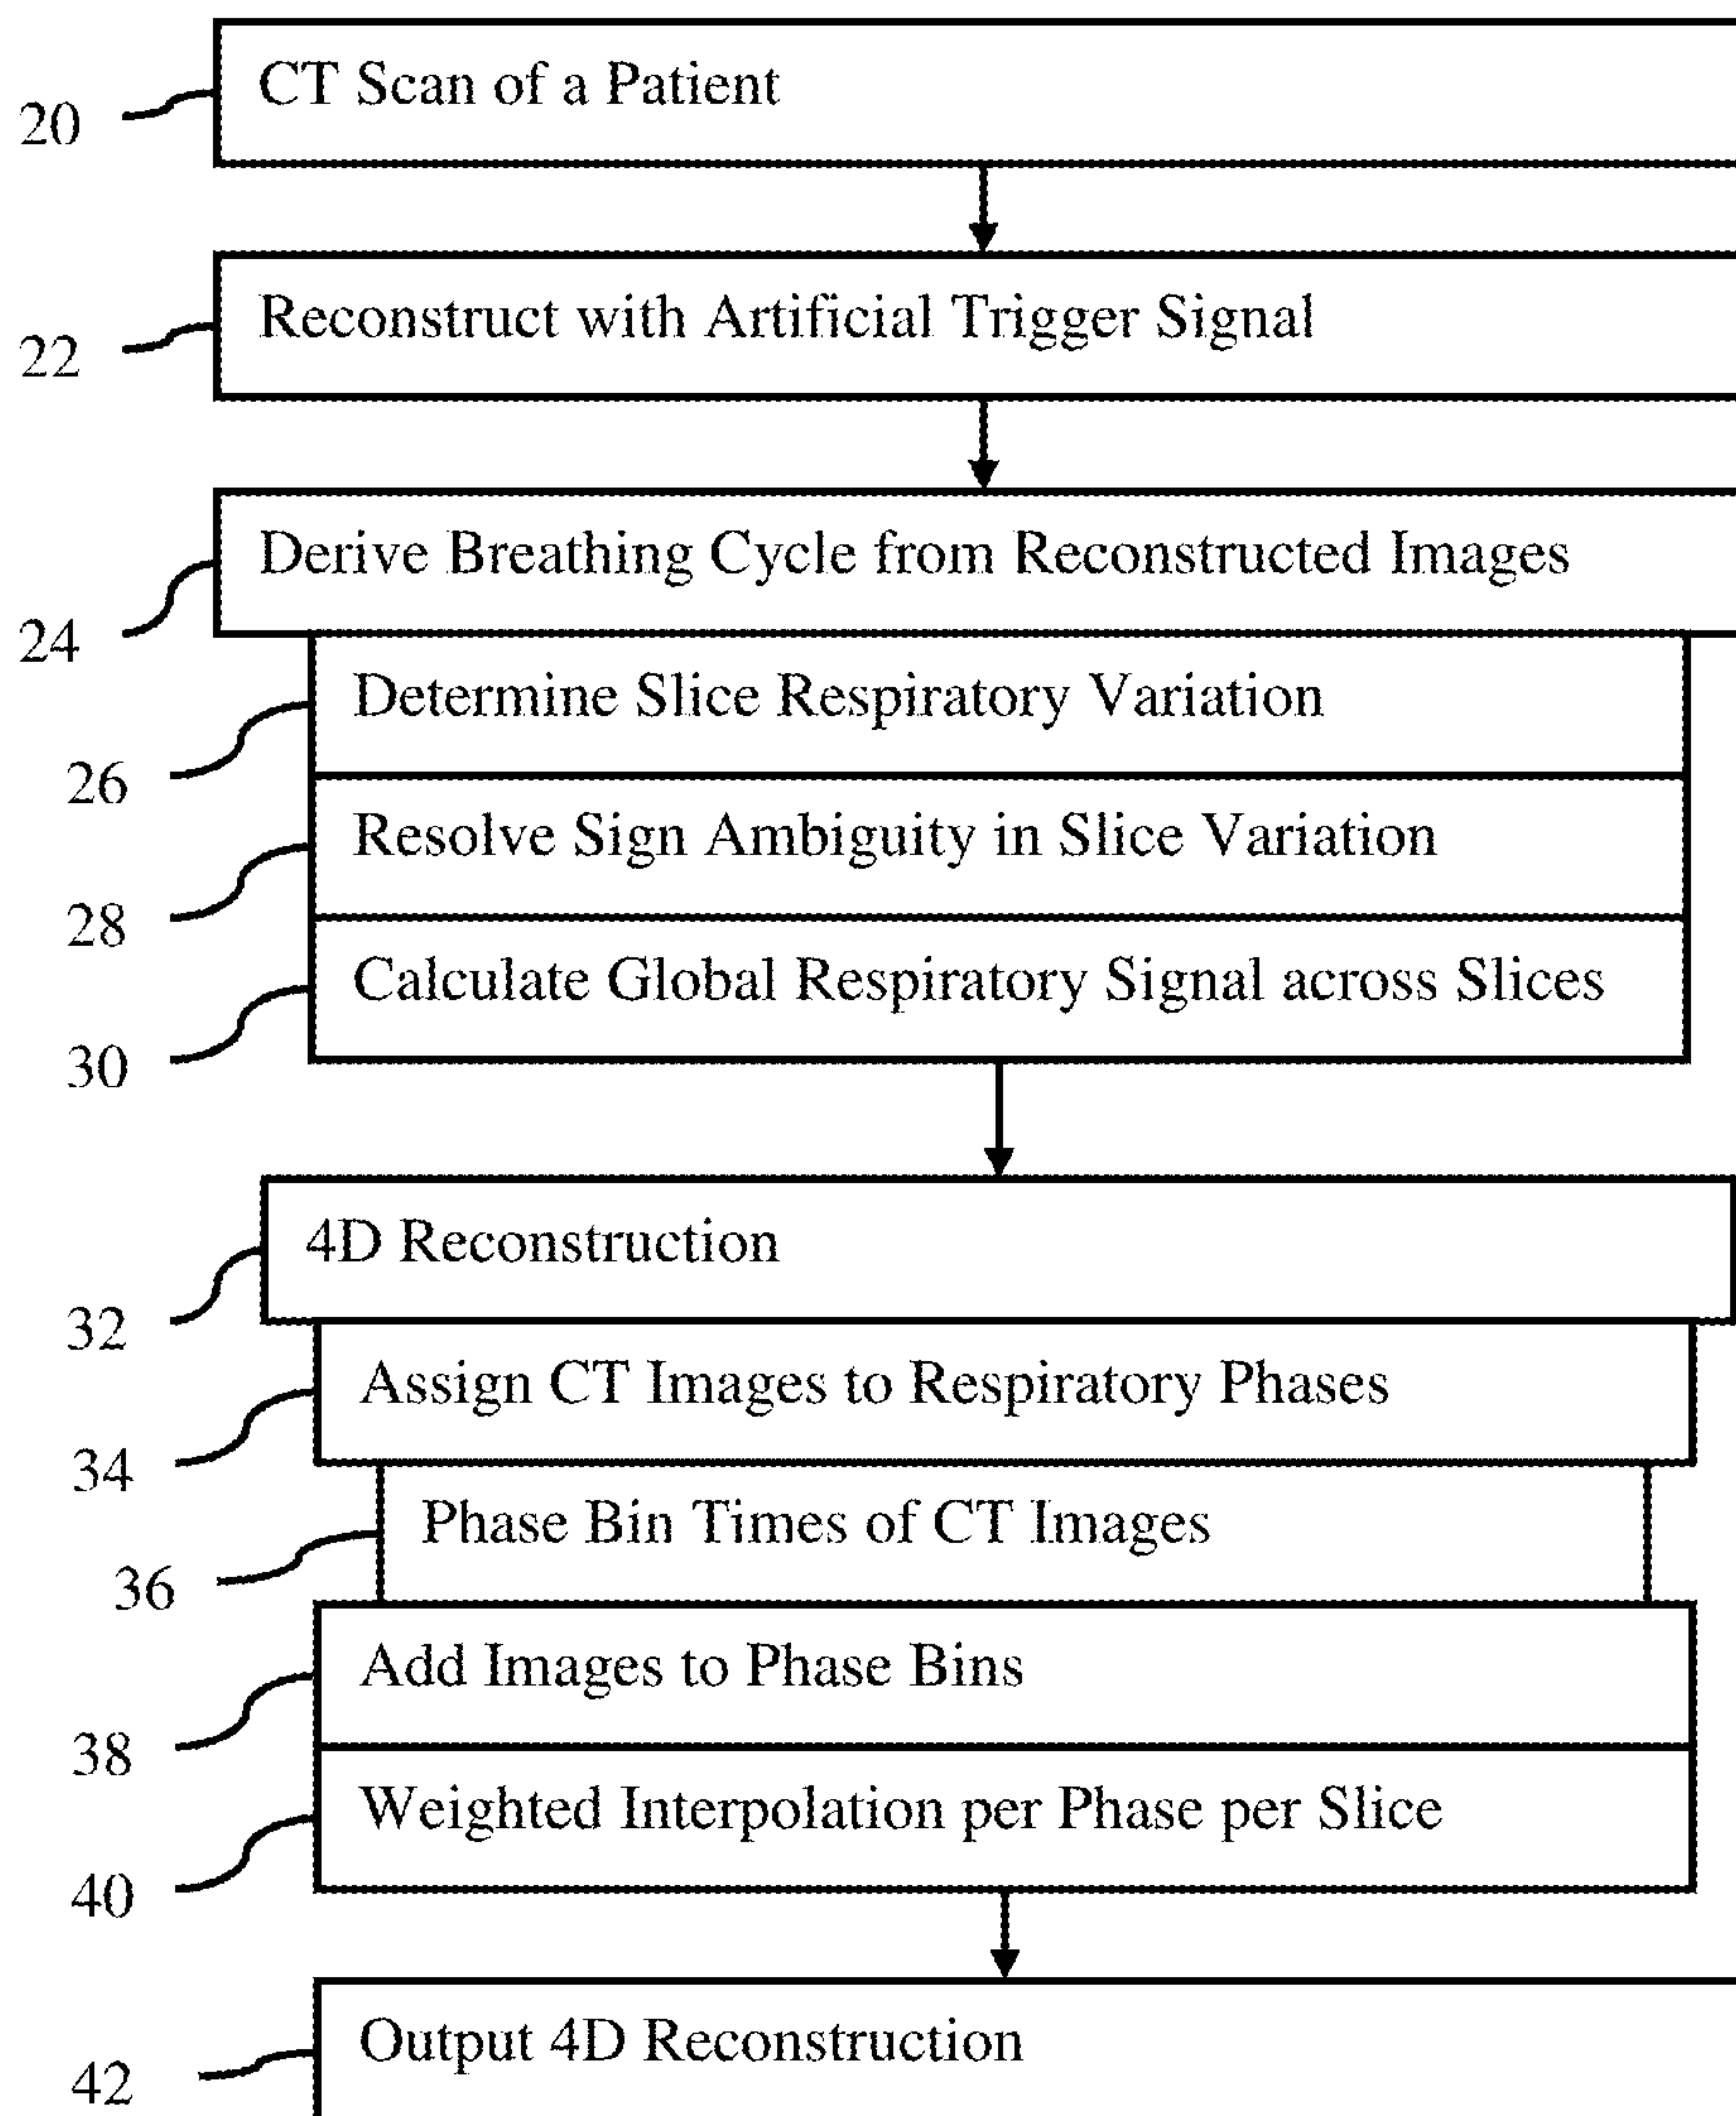 CT Scan of a Patient
20
Reconstruct with Artificial Trigger Signal
22
Derive Breathing Cycle from Reconstructed Images
24
Determine Slice Respiratory Variation
26
Resolve Sign Ambiguity in Slice Variation
28
Calculate Global Respiratory Signal across Slices
30
4D Reconstruction
32
Assign CT Images to Respiratory Phases
34
Phase Bin Times of CT Images
36
Add Images to Phase Bins
38
Weighted Interpolation per Phase per Slice
40
Output 4D Reconstruction
42